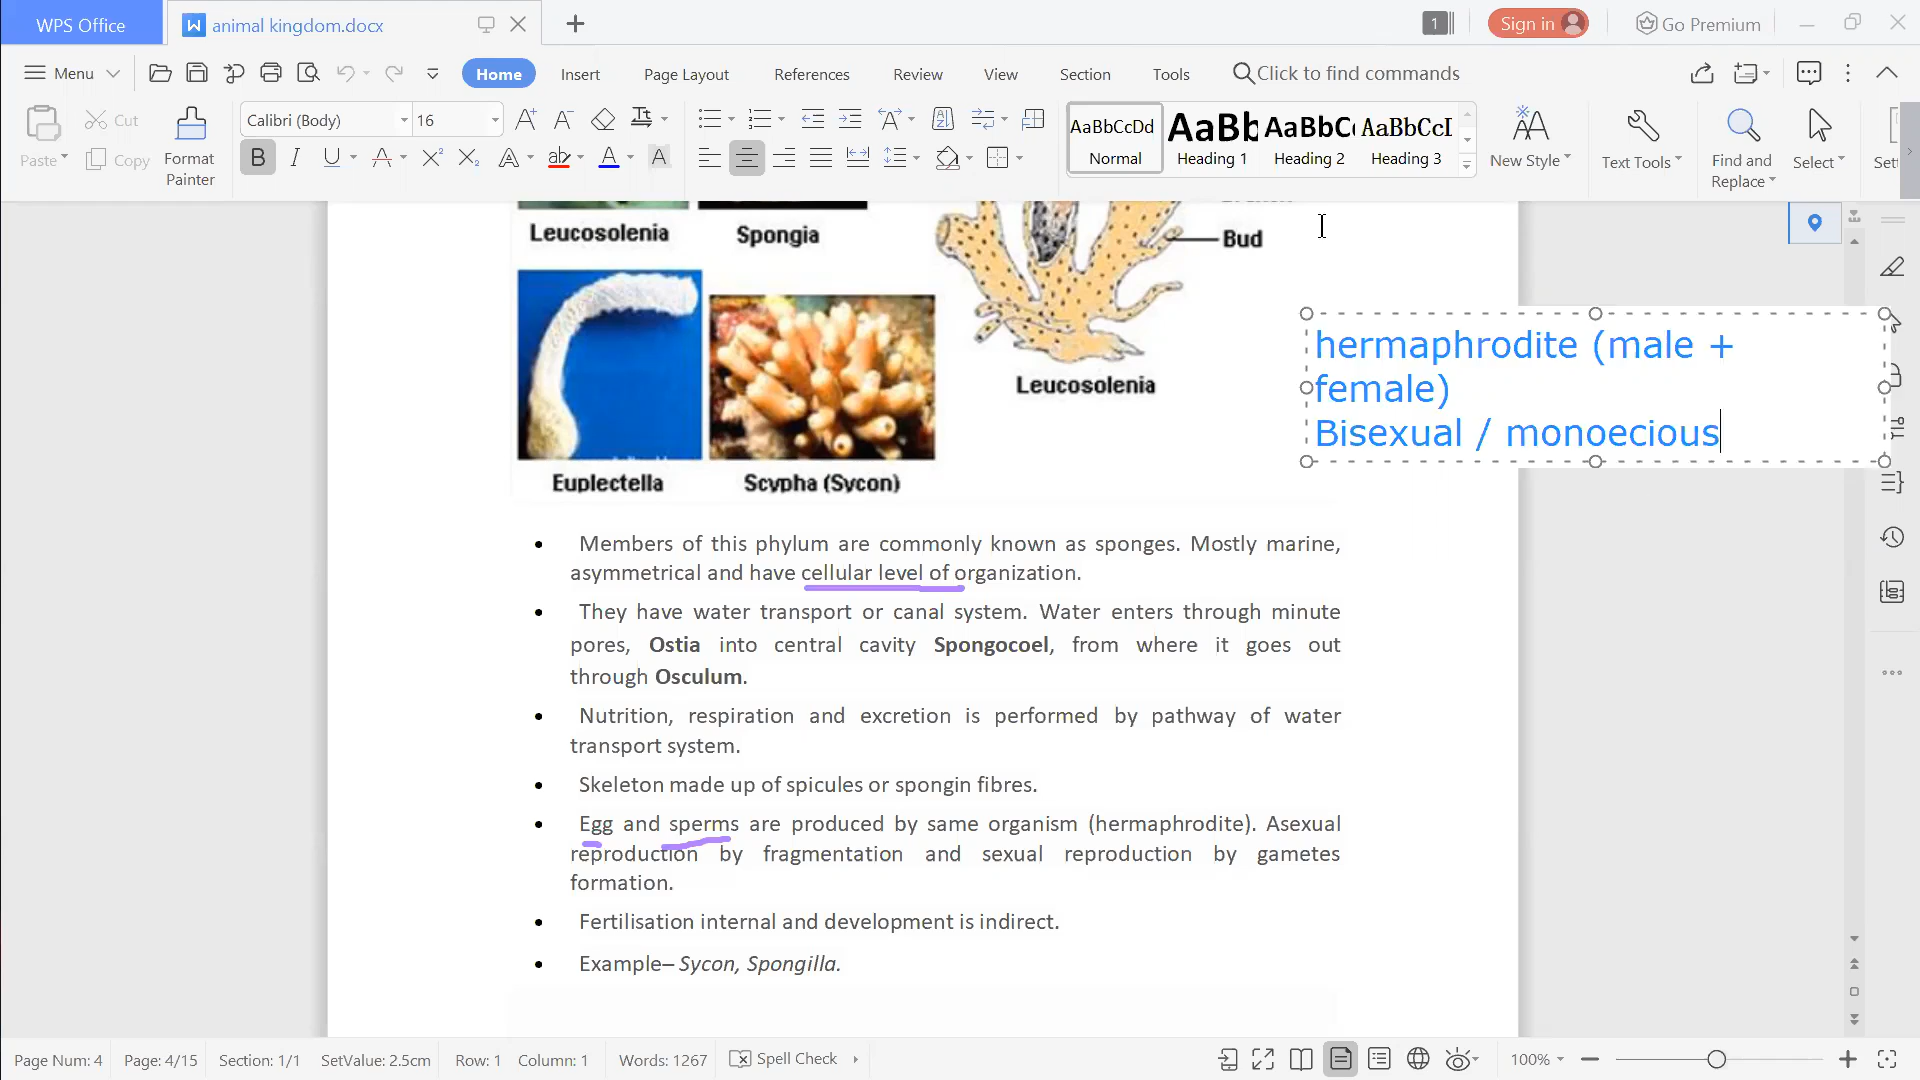 WPS Office
animal kingdom.docx
1
Sign in
Go Premium
Menu
Home
Insert
Page Layout
References
Review
View
Section
Tools
Click to find commands
Paste
Cut
Copy
Format
Painter
Calibri (Body)
16
AaBbCcDd
Normal
AaBb
Heading 1
AaBbC
Heading 2
AaBbCcI
Heading 3
New Style
Text Tools
Find and
Replace
Select
Set
Leucosolenia
Spongia
Bud
Leucosolenia
Euplectella
Scypha (Sycon)
hermaphrodite (male +
female)
Bisexual / monoecious
• Members of this phylum are commonly known as sponges. Mostly marine,
asymmetrical and have cellular level of organization.
• They have water transport or canal system. Water enters through minute
pores, Ostia into central cavity Spongocoel, from where it goes out
through Osculum.
• Nutrition, respiration and excretion is performed by pathway of water
transport system.
• Skeleton made up of spicules or spongin fibres.
• Egg and sperms are produced by same organism (hermaphrodite). Asexual
reproduction by fragmentation and sexual reproduction by gametes
formation.
• Fertilisation internal and development is indirect.
• Example– Sycon, Spongilla.
Page Num: 4
Page: 4/15
Section: 1/1
SetValue: 2.5cm
Row: 1
Column: 1
Words: 1267
Spell Check
100%